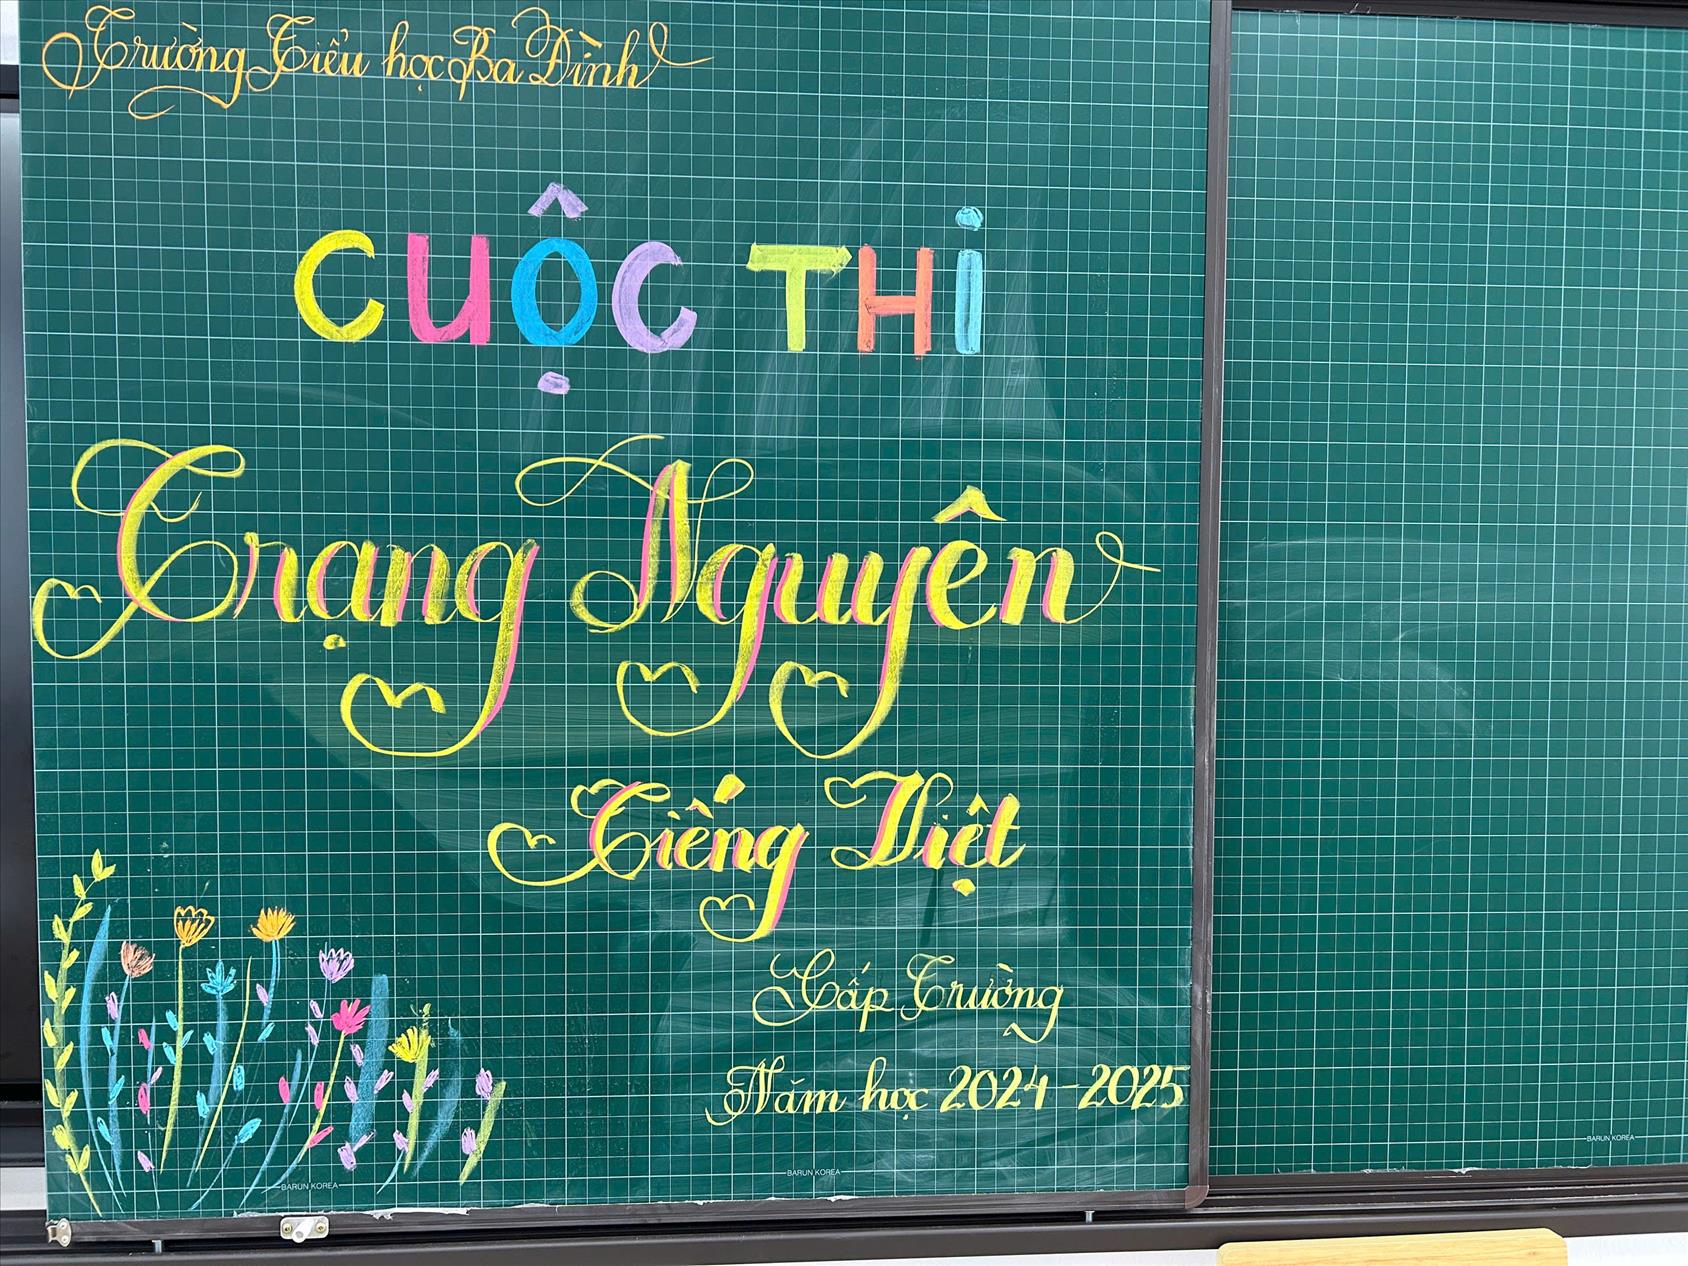 Trường Tiểu học Ba Đình
CUỘC THi
Trạng Nguyên
Tiếng Việt
Cấp Trường
Năm học 2024-2025
BARUN KOREA
BARUN KOREA
BARUN KOREA